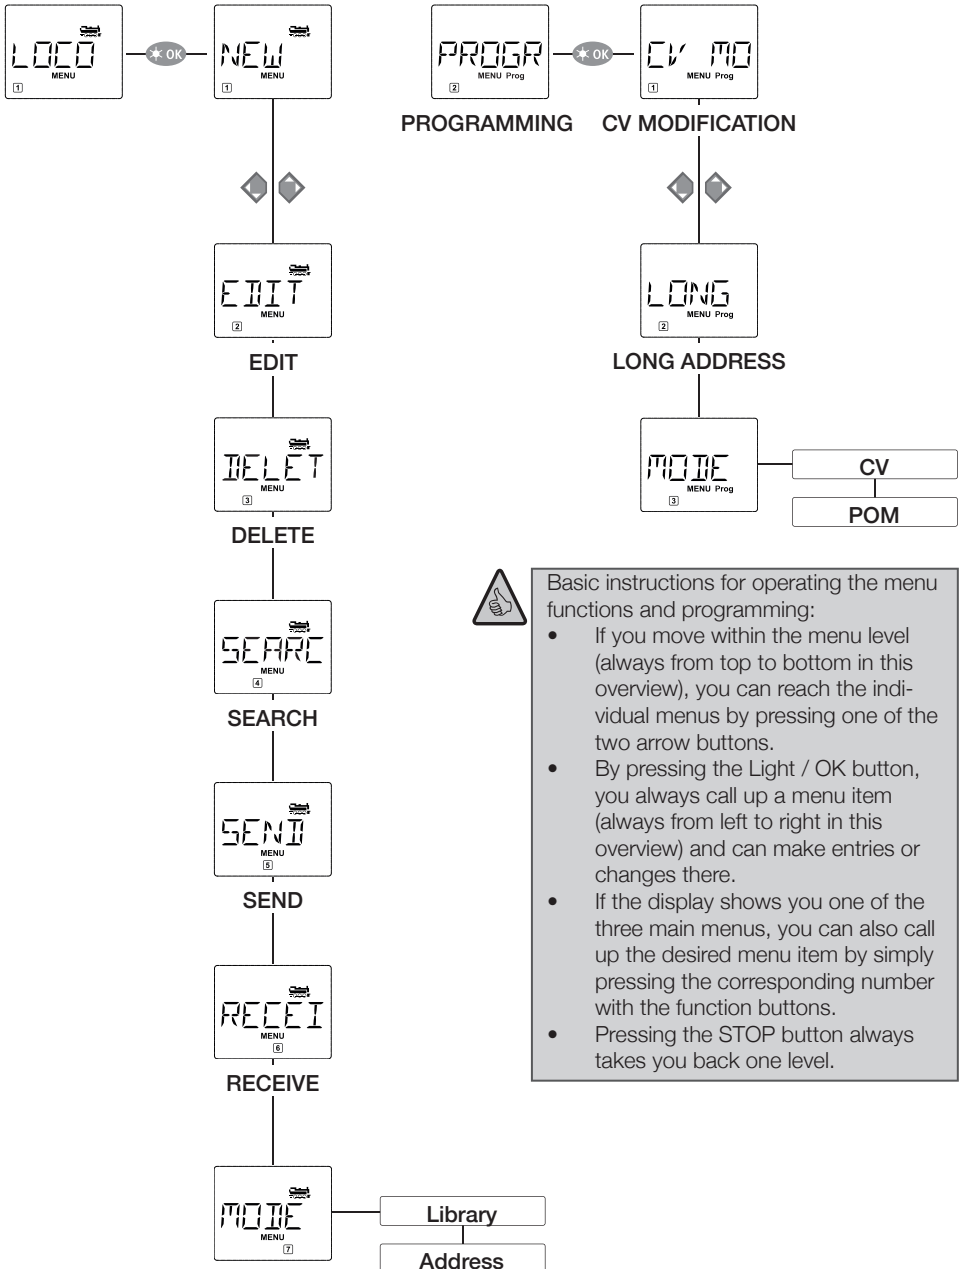 LOCO
MENU
1
OK
NEW
MENU
1
PROGR
MENU Prog
2
OK
CV MO
MENU Prog
1
PROGRAMMING
CV MODIFICATION
EDIT
MENU
2
EDIT
LONG
MENU Prog
2
LONG ADDRESS
DELET
MENU
3
DELETE
MODE
MENU Prog
3
CV
POM
SEARC
MENU
4
SEARCH
SEND
MENU
5
SEND
RECEI
MENU
6
RECEIVE
MODE
MENU
7
Library
Address
Basic instructions for operating the menu
functions and programming:
• If you move within the menu level
(always from top to bottom in this
overview), you can reach the indi-
vidual menus by pressing one of the
two arrow buttons.
• By pressing the Light / OK button,
you always call up a menu item
(always from left to right in this
overview) and can make entries or
changes there.
• If the display shows you one of the
three main menus, you can also call
up the desired menu item by simply
pressing the corresponding number
with the function buttons.
• Pressing the STOP button always
takes you back one level.